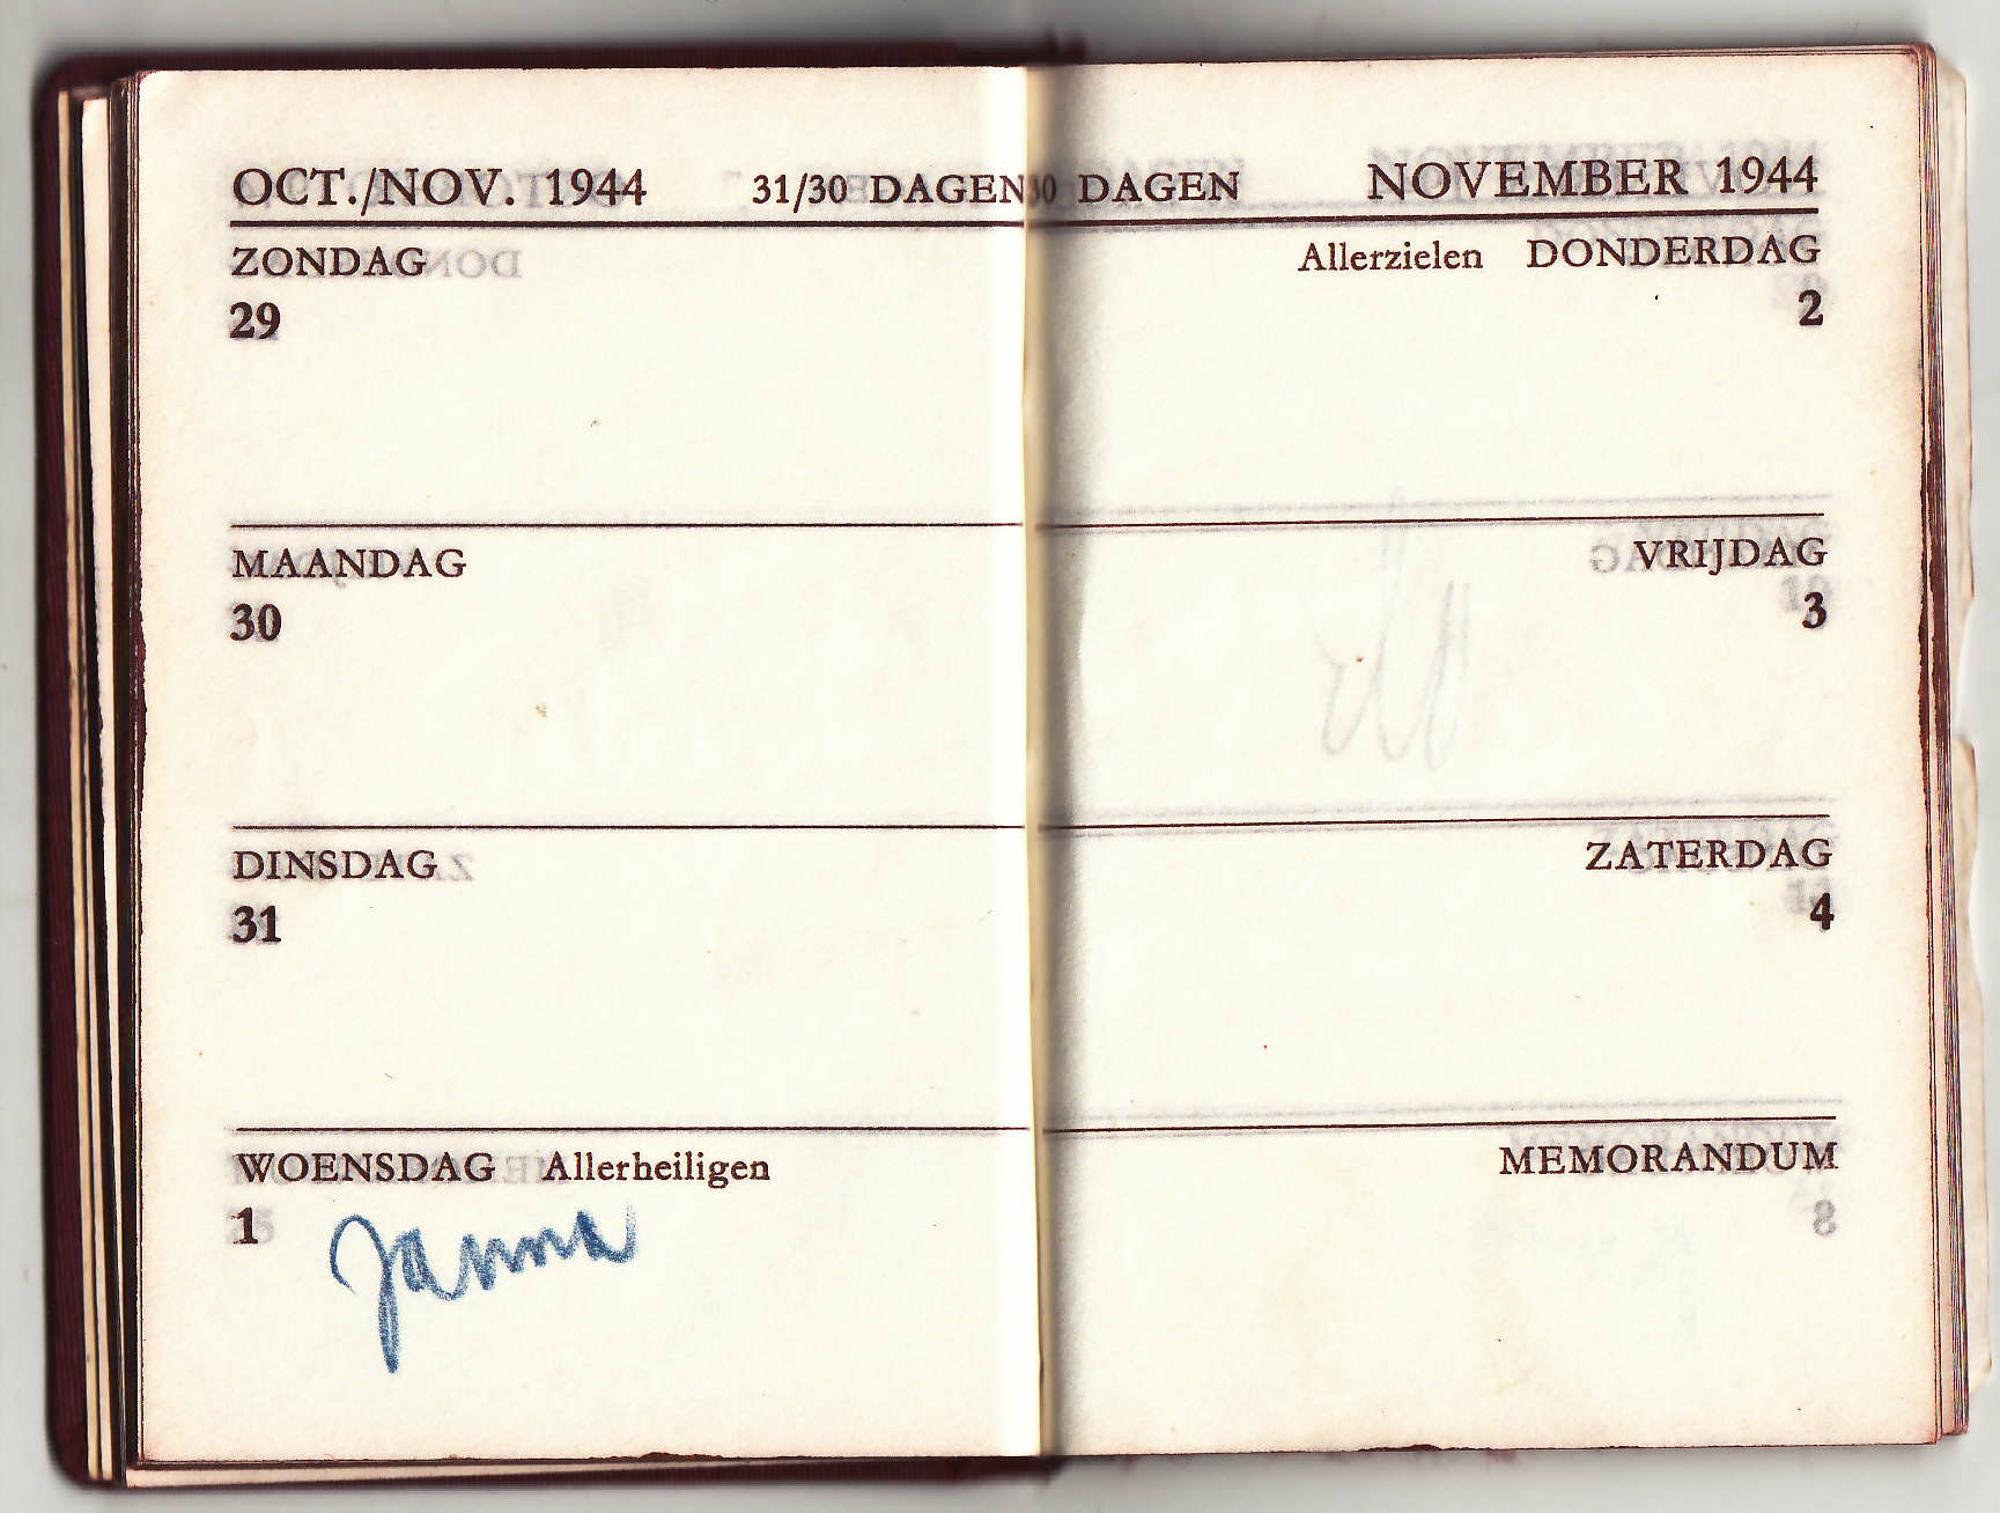 OCT./NOV. 1944 31/30 DAGEN
ZONDAG
29
MAANDAG
30
DINSDAG
31
WOENSDAG Allerheiligen
1
Janna
30 DAGEN NOVEMBER 1944
Allerzielen DONDERDAG
2
VRIJDAG
3
ZATERDAG
4
MEMORANDUM